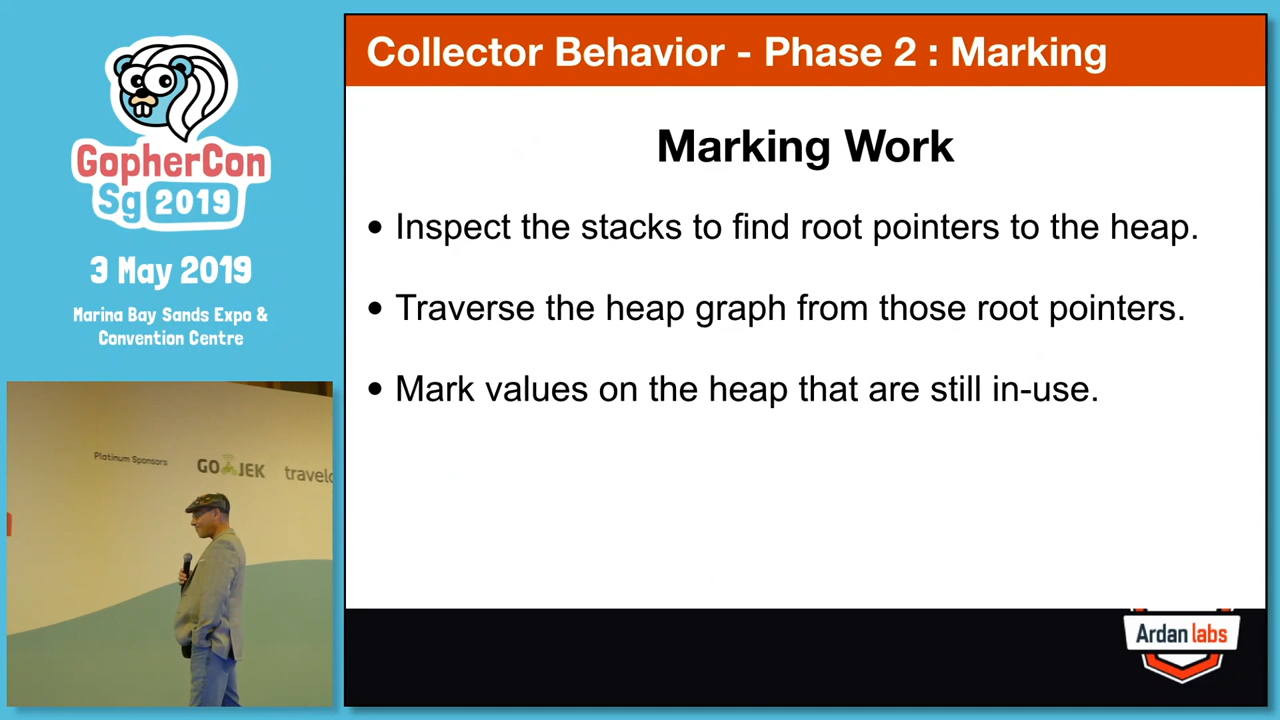 GopherCon
Sg 2019
3 May 2019
Marina Bay Sands Expo &
Convention Centre
Platinum Sponsors
GO JEK
Collector Behavior - Phase 2 : Marking
Marking Work
• Inspect the stacks to find root pointers to the heap.
• Traverse the heap graph from those root pointers.
• Mark values on the heap that are still in-use.
Ardan labs